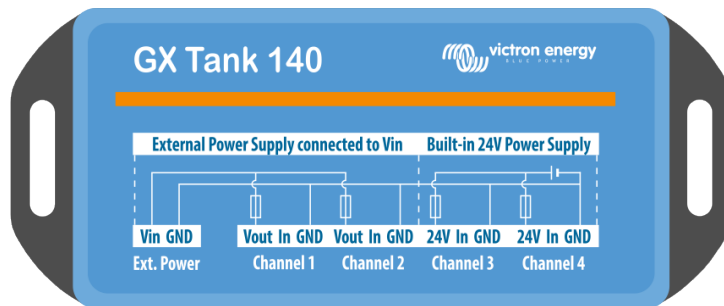 GX Tank 140
victron energy
BLUE POWER
External Power Supply connected to Vin Built-in 24V Power Supply
Vin GND Vout In GND Vout In GND 24V In GND 24V In GND
Ext. Power Channel 1 Channel 2 Channel 3 Channel 4